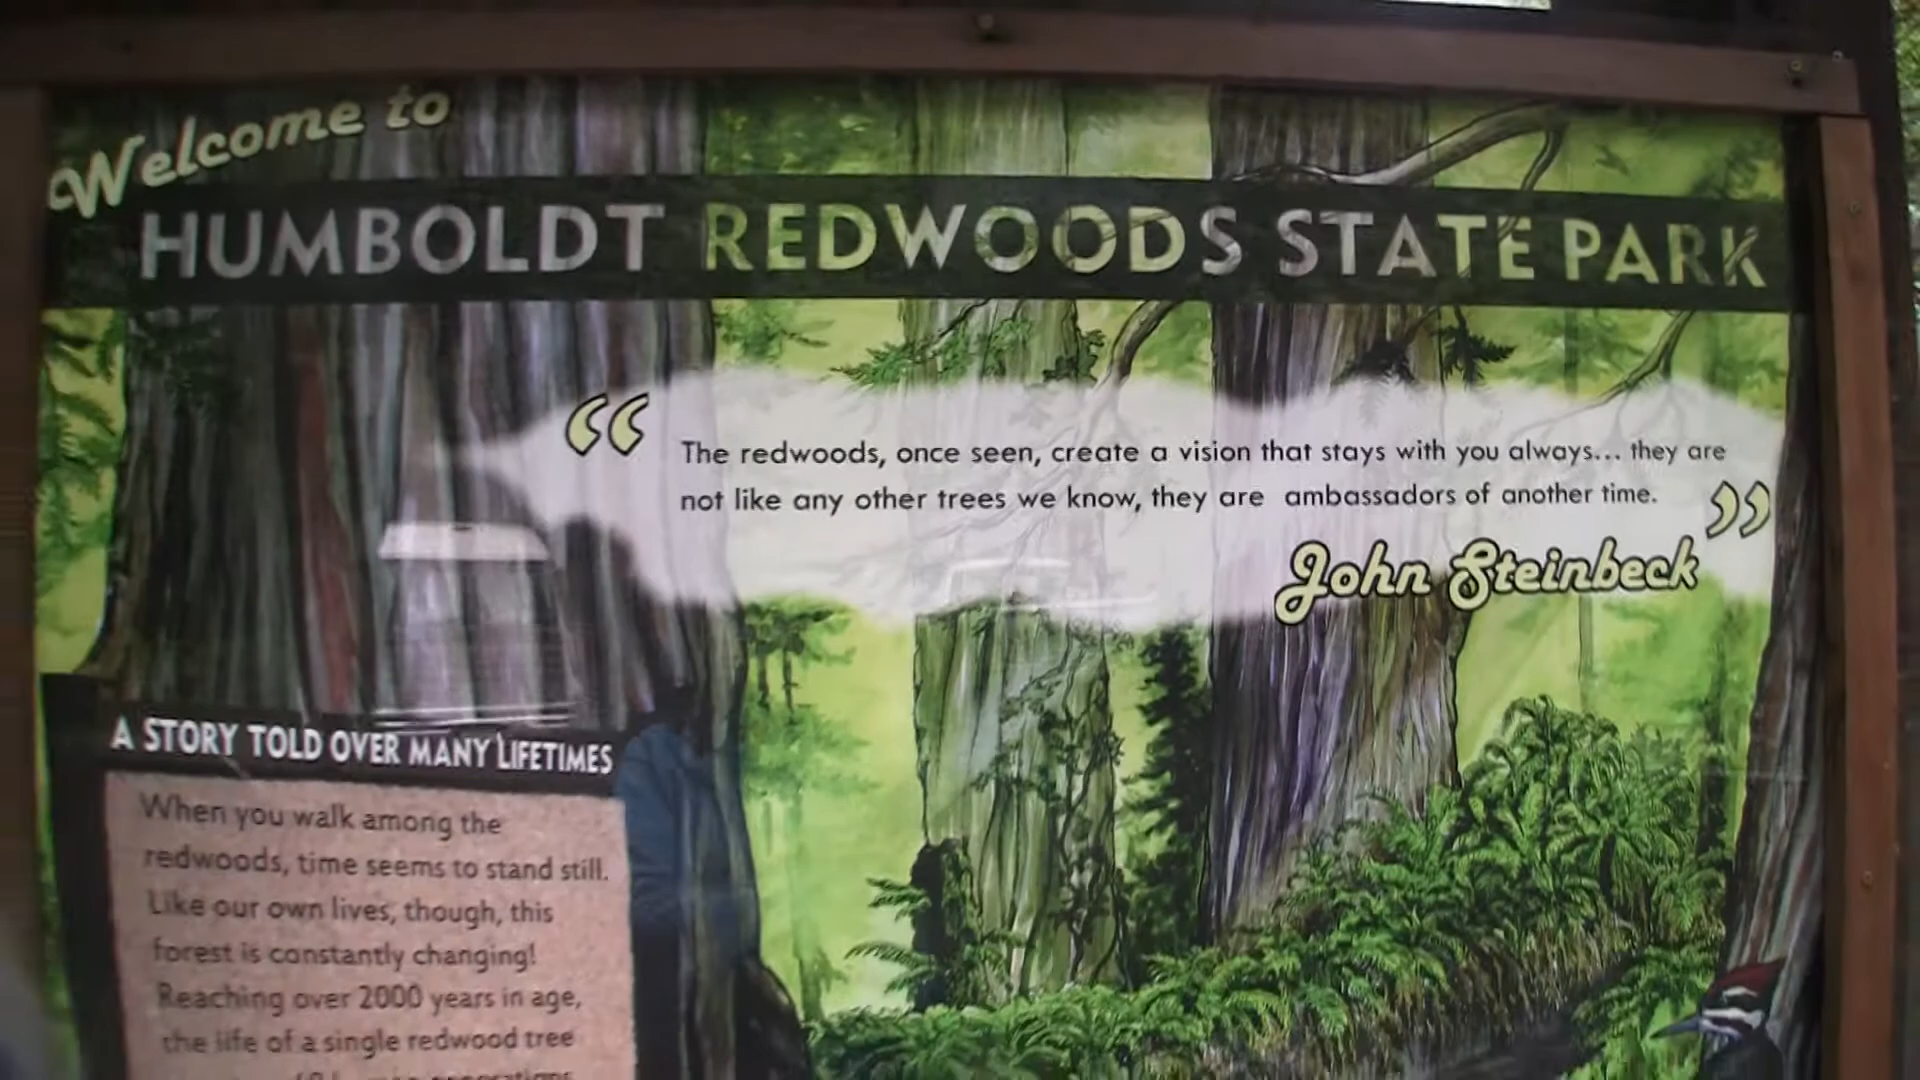 Welcome to
HUMBOLDT REDWOODS STATE PARK
“ The redwoods, once seen, create a vision that stays with you always... they are
not like any other trees we know, they are ambassadors of another time. ”
John Steinbeck
A STORY TOLD OVER MANY LIFETIMES
When you walk among the
redwoods, time seems to stand still.
Like our own lives, though, this
forest is constantly changing!
Reaching over 2000 years in age,
the life of a single redwood tree